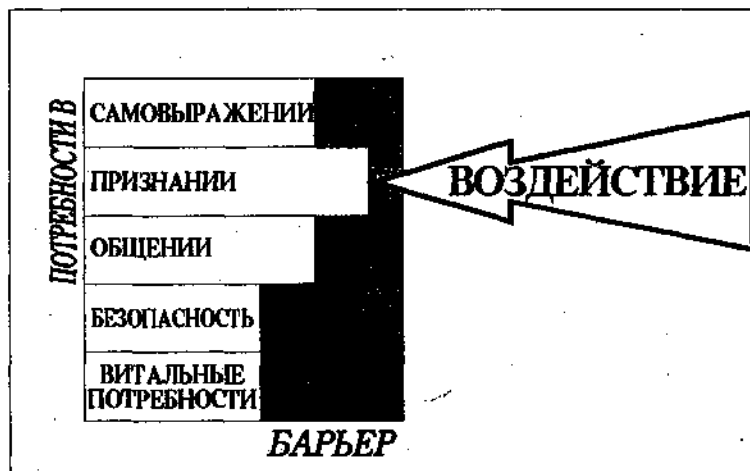 ПОТРЕБНОСТИ В
САМОВЫРАЖЕНИИ
ПРИЗНАНИИ
ОБЩЕНИИ
БЕЗОПАСНОСТЬ
ВИТАЛЬНЫЕ
ПОТРЕБНОСТИ
ВОЗДЕЙСТВИЕ
БАРЬЕР